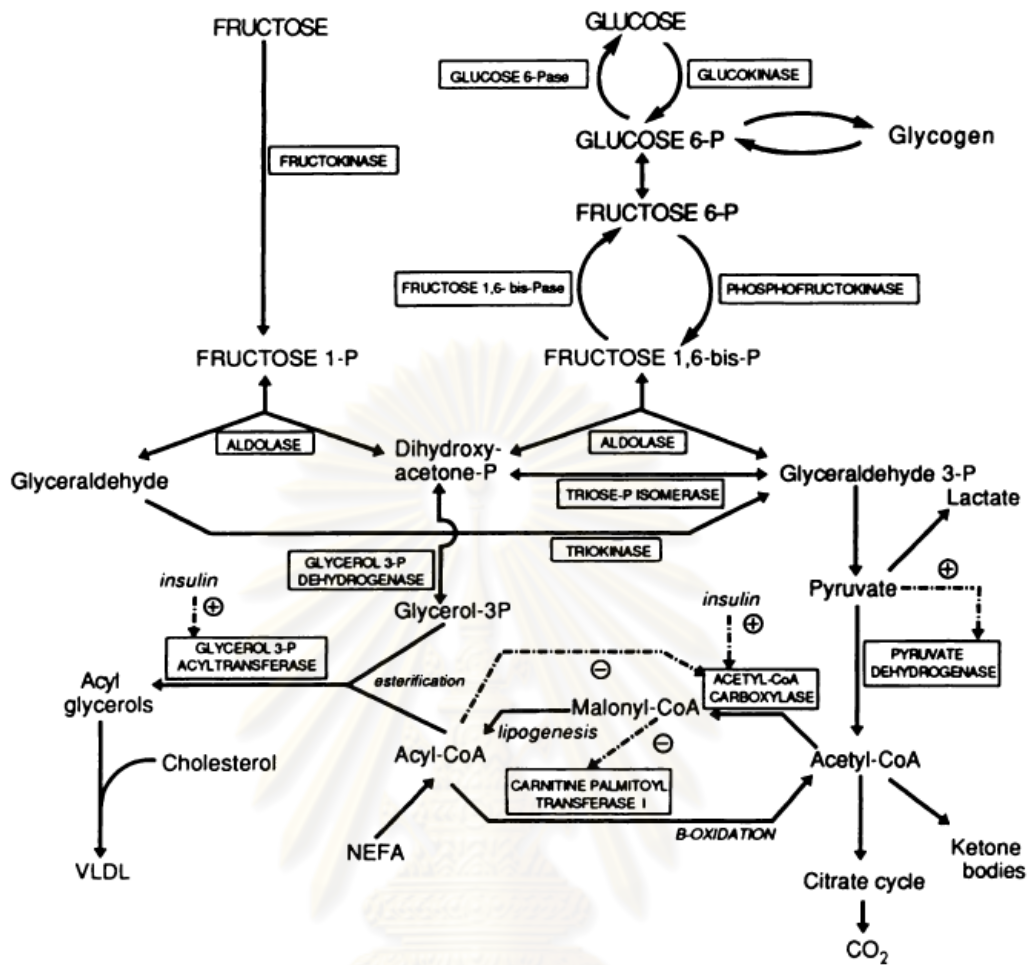 FRUCTOSE
GLUCOSE
GLUCOSE 6-Pase
GLUCOKINASE
GLUCOSE 6-P
Glycogen
FRUCTOKINASE
FRUCTOSE 6-P
FRUCTOSE 1,6- bis-Pase
PHOSPHOFRUCTOKINASE
FRUCTOSE 1-P
FRUCTOSE 1,6-bis-P
ALDOLASE
Dihydroxy-
acetone-P
ALDOLASE
Glyceraldehyde
Glyceraldehyde 3-P
TRIOSE-P ISOMERASE
Lactate
TRIOKINASE
GLYCEROL 3-P
DEHYDROGENASE
insulin
⊕
Glycerol-3P
insulin
⊕
Pyruvate
⊕
GLYCEROL 3-P
ACYLTRANSFERASE
PYRUVATE
DEHYDROGENASE
Acyl
glycerols
esterification
⊖
ACETYL-CoA
CARBOXYLASE
Malonyl-CoA
lipogenesis
⊖
Cholesterol
Acyl-CoA
Acetyl-CoA
CARNITINE PALMITOYL
TRANSFERASE I
B-OXIDATION
VLDL
NEFA
Ketone
bodies
Citrate cycle
CO2